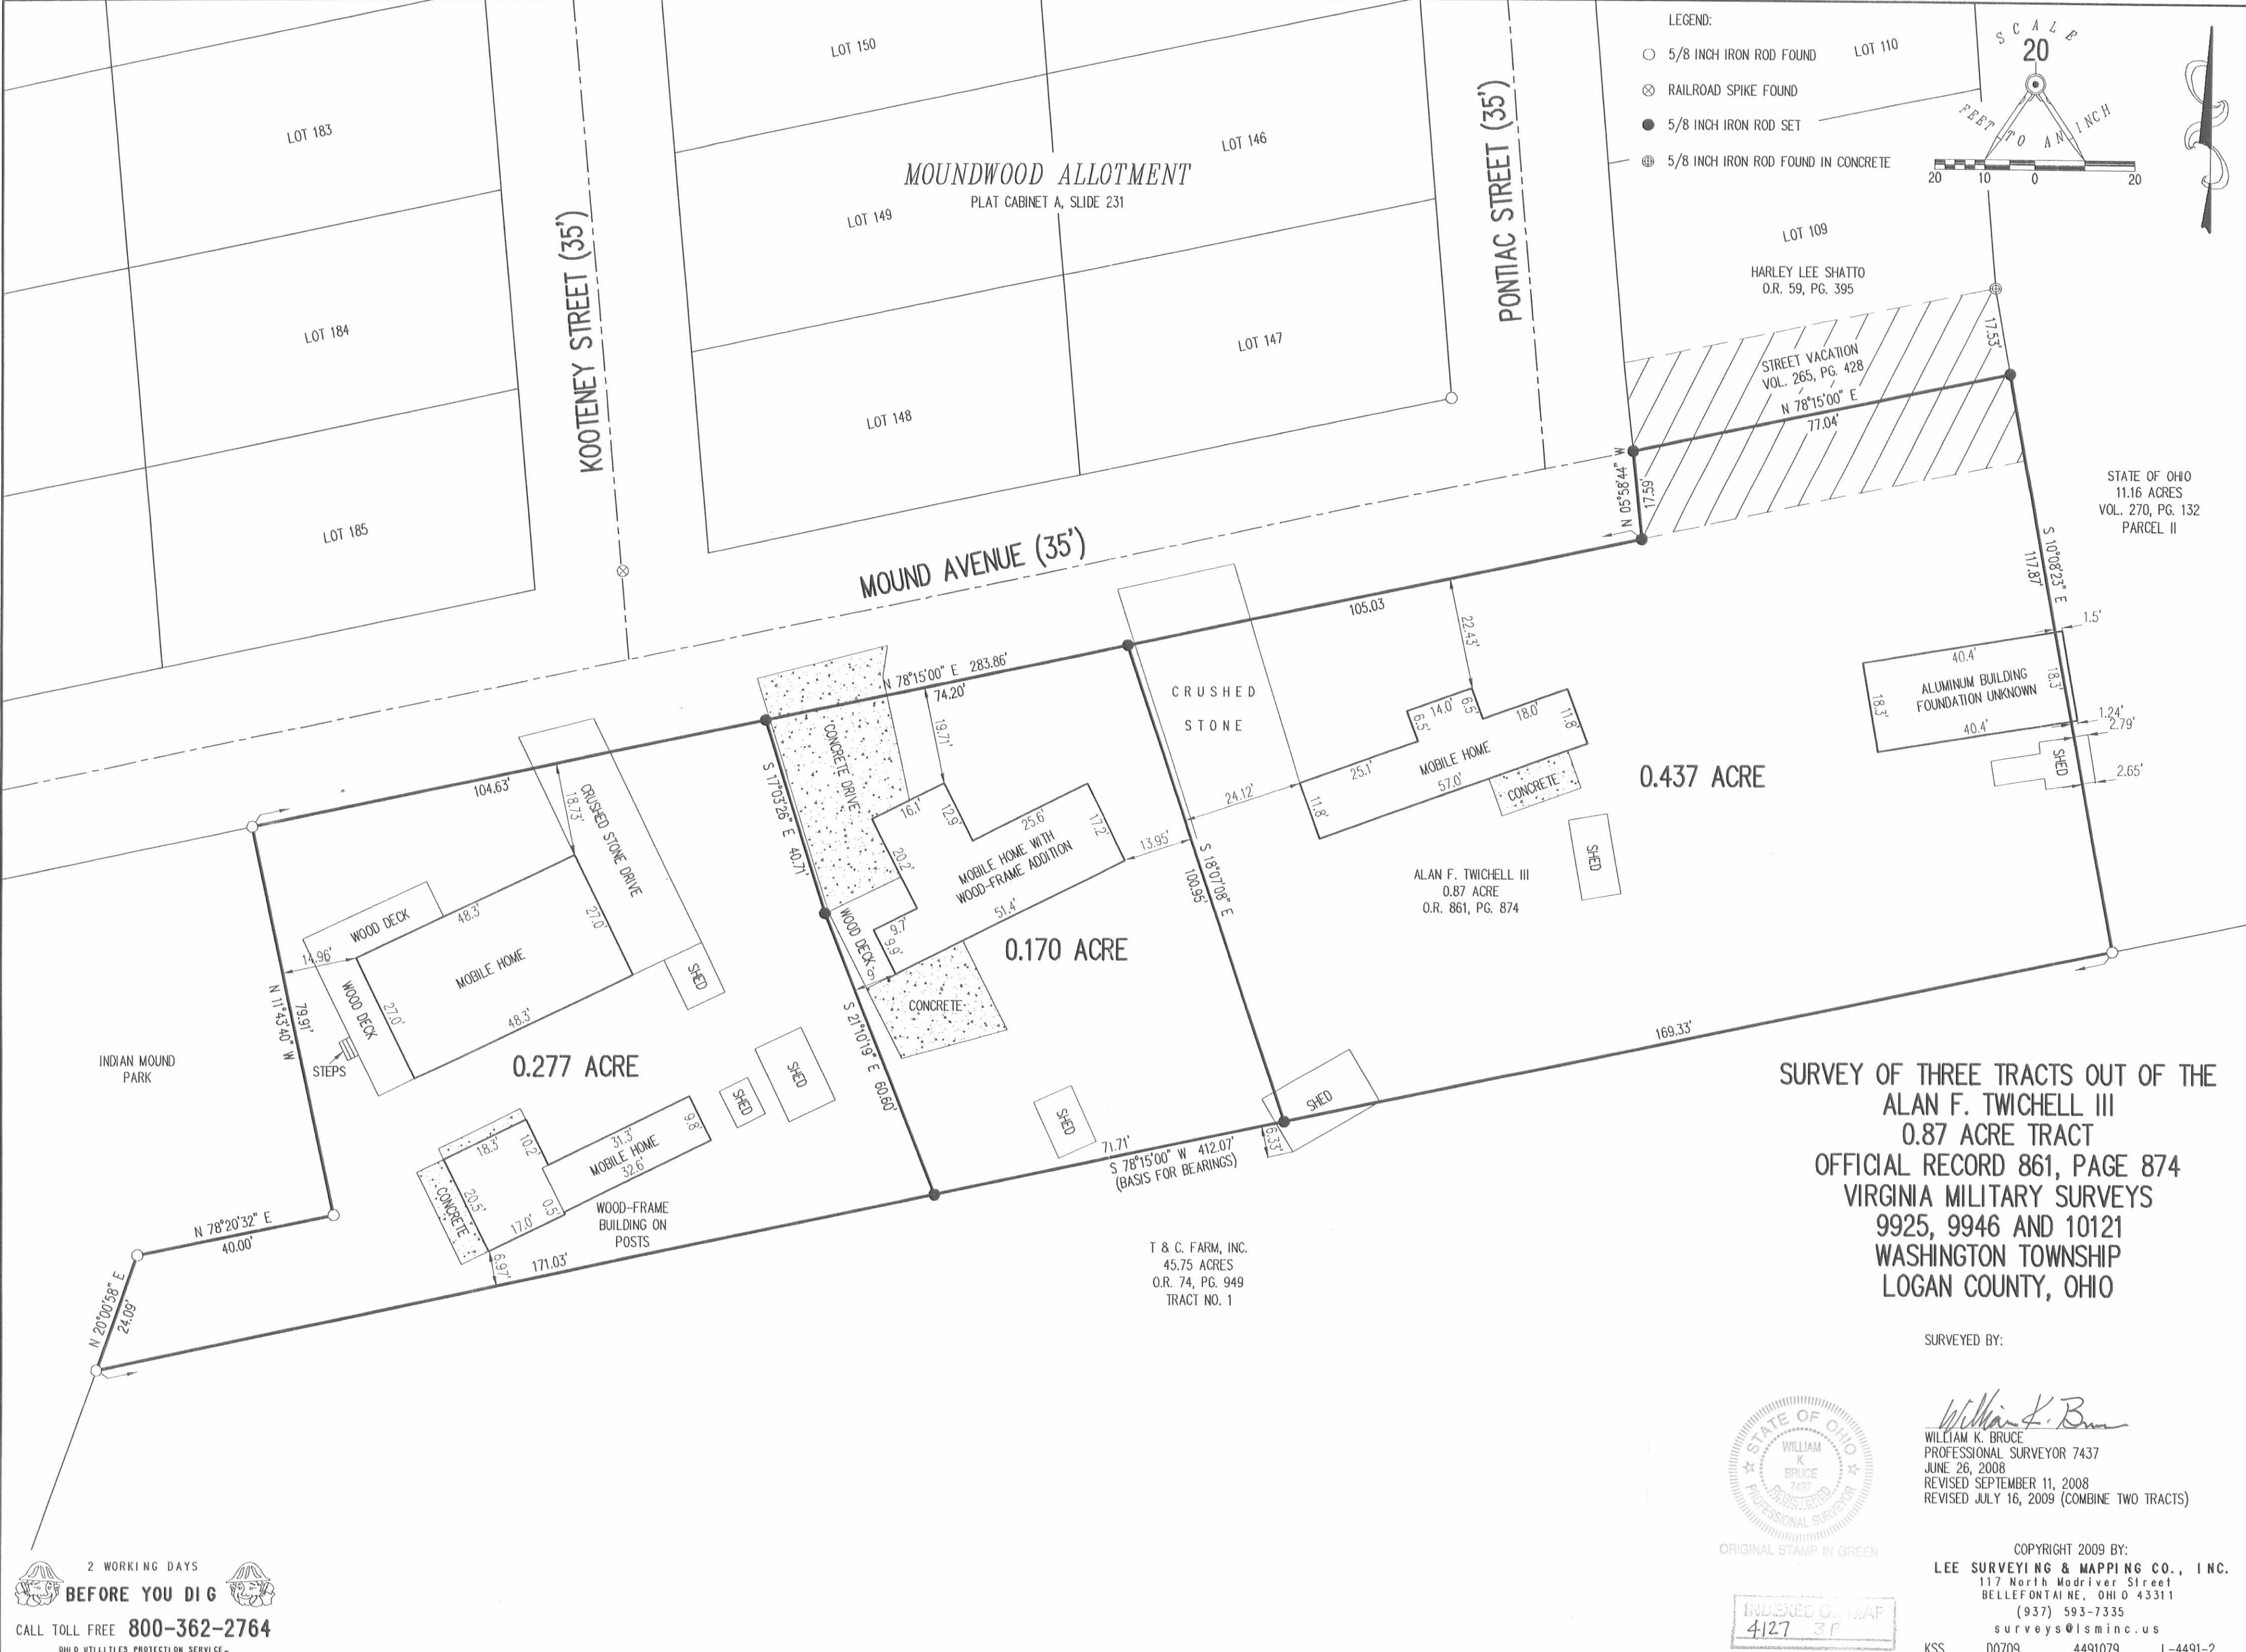 LEGEND:
5/8 INCH IRON ROD FOUND
RAILROAD SPIKE FOUND
5/8 INCH IRON ROD SET
5/8 INCH IRON ROD FOUND IN CONCRETE
SCALE
20
FEET TO AN INCH
20 10 0 20
LOT 110
LOT 109
HARLEY LEE SHATTO
O.R. 59, PG. 395
LOT 150
LOT 183
LOT 146
MOUNDWOOD ALLOTMENT
PLAT CABINET A, SLIDE 231
LOT 149
LOT 184
LOT 147
LOT 148
LOT 185
KOOTENEY STREET (35')
PONTIAC STREET (35')
MOUND AVENUE (35')
17.53'
STREET VACATION
VOL. 265, PG. 428
N 78°15'00" E
77.04'
N 05°58'44" W
17.59'
STATE OF OHIO
11.16 ACRES
VOL. 270, PG. 132
PARCEL II
S 10°08'23" E
117.87'
1.5'
40.4'
ALUMINUM BUILDING
FOUNDATION UNKNOWN
18.3'
18.3'
40.4'
1.24'
2.79'
SHED
2.65'
105.03
22.43'
CRUSHED
STONE
14.0'
6.5'
6.5'
18.0'
11.8'
25.1'
MOBILE HOME
57.0'
CONCRETE
11.8'
24.12'
0.437 ACRE
SHED
ALAN F. TWICHELL III
0.87 ACRE
O.R. 861, PG. 874
N 78°15'00" E 283.86'
74.20'
19.71'
CONCRETE DRIVE
16.1'
12.9'
25.6'
17.2'
20.2'
MOBILE HOME WITH
WOOD-FRAME ADDITION
51.4'
13.95'
9.7'
9.9'
WOOD DECK
CONCRETE
0.170 ACRE
S 18°07'08" E
100.95'
S 17°03'26" E 40.71'
S 21°10'19" E 60.60'
SHED
SHED
6.33'
71.71'
S 78°15'00" W 412.07'
(BASIS FOR BEARINGS)
169.33'
104.63'
18.73'
CRUSHED STONE DRIVE
WOOD DECK
48.3'
27.0'
14.96'
MOBILE HOME
WOOD DECK
27.0'
48.3'
SHED
N 11°43'40" W
79.91'
STEPS
INDIAN MOUND
PARK
0.277 ACRE
SHED
SHED
18.3'
10.2'
31.3'
9.8'
MOBILE HOME
32.6'
CONCRETE
20.5'
17.0'
0.5'
WOOD-FRAME
BUILDING ON
POSTS
6.97'
171.03'
N 78°20'32" E
40.00'
N 20°00'58" E
24.09'
T & C. FARM, INC.
45.75 ACRES
O.R. 74, PG. 949
TRACT NO. 1
SURVEY OF THREE TRACTS OUT OF THE
ALAN F. TWICHELL III
0.87 ACRE TRACT
OFFICIAL RECORD 861, PAGE 874
VIRGINIA MILITARY SURVEYS
9925, 9946 AND 10121
WASHINGTON TOWNSHIP
LOGAN COUNTY, OHIO
SURVEYED BY:
William K. Bruce
WILLIAM K. BRUCE
PROFESSIONAL SURVEYOR 7437
JUNE 26, 2008
REVISED SEPTEMBER 11, 2008
REVISED JULY 16, 2009 (COMBINE TWO TRACTS)
STATE OF OHIO
WILLIAM
K.
BRUCE
7437
REGISTERED
PROFESSIONAL SURVEYOR
ORIGINAL STAMP IN GREEN
INDEXED ON MAP
4127 3P
COPYRIGHT 2009 BY:
LEE SURVEYING & MAPPING CO., INC.
117 North Madriver Street
BELLEFONTAINE, OHIO 43311
(937) 593-7335
surveys@lsminc.us
KSS D0709 4491079 L-4491-2
2 WORKING DAYS
BEFORE YOU DIG
CALL TOLL FREE 800-362-2764
OHIO UTILITIES PROTECTION SERVICE